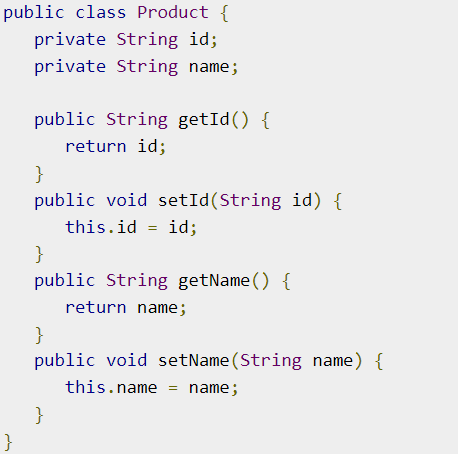 public class Product {
   private String id;
   private String name;

   public String getId() {
      return id;
   }
   public void setId(String id) {
      this.id = id;
   }
   public String getName() {
      return name;
   }
   public void setName(String name) {
      this.name = name;
   }
}